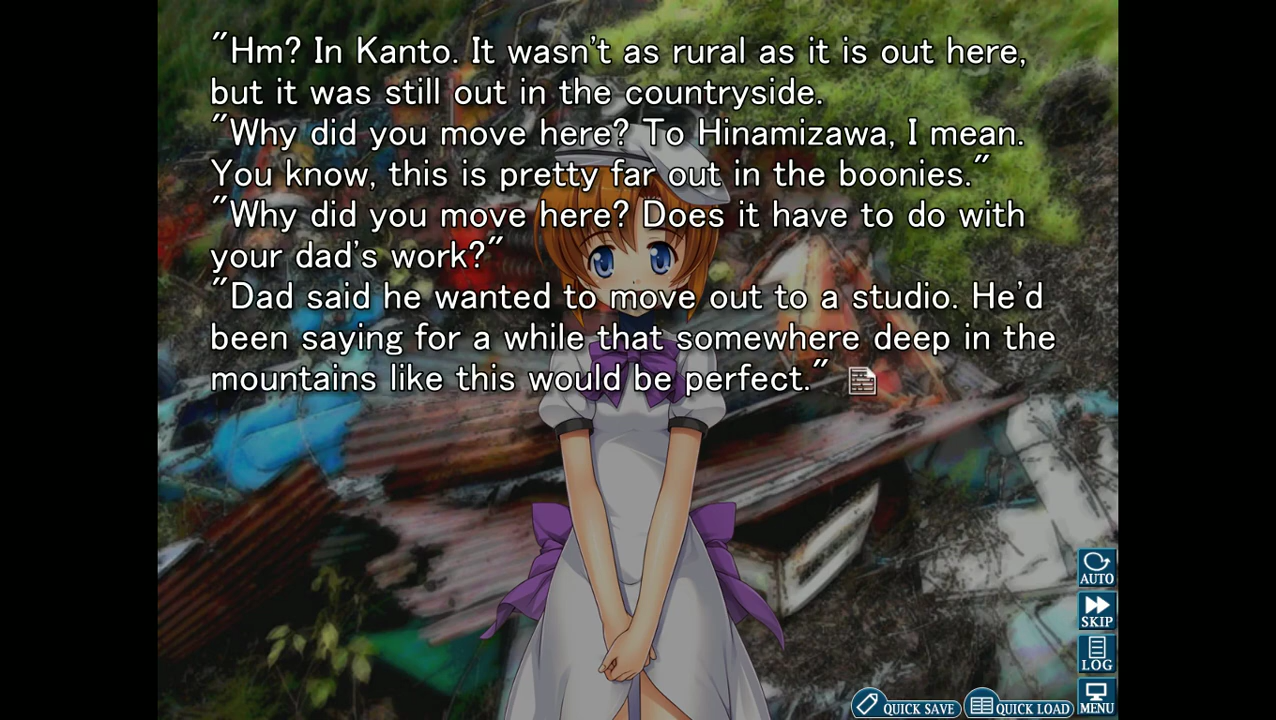 "Hm? In Kanto. It wasn't as rural as it is out here,
but it was still out in the countryside.
"Why did you move here? To Hinamizawa, I mean.
You know, this is pretty far out in the boonies."
"Why did you move here? Does it have to do with
your dad's work?"
"Dad said he wanted to move out to a studio. He'd
been saying for a while that somewhere deep in the
mountains like this would be perfect."
AUTO
SKIP
LOG
MENU
QUICK SAVE
QUICK LOAD